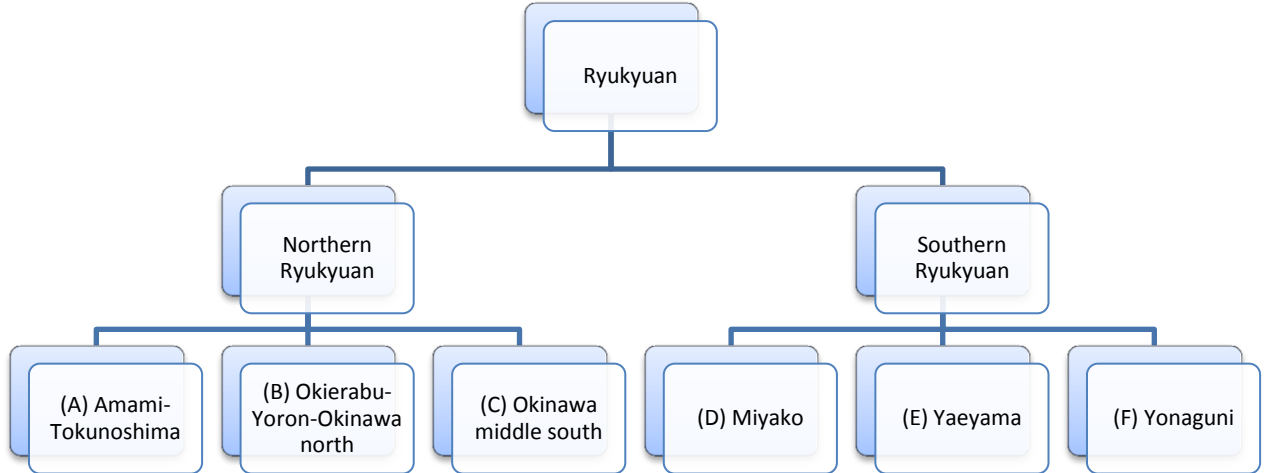 Ryukyuan
Northern
Ryukyuan
Southern
Ryukyuan
(A) Amami-
Tokunoshima
(B) Okierabu-
Yoron-Okinawa
north
(C) Okinawa
middle south
(D) Miyako
(E) Yaeyama
(F) Yonaguni